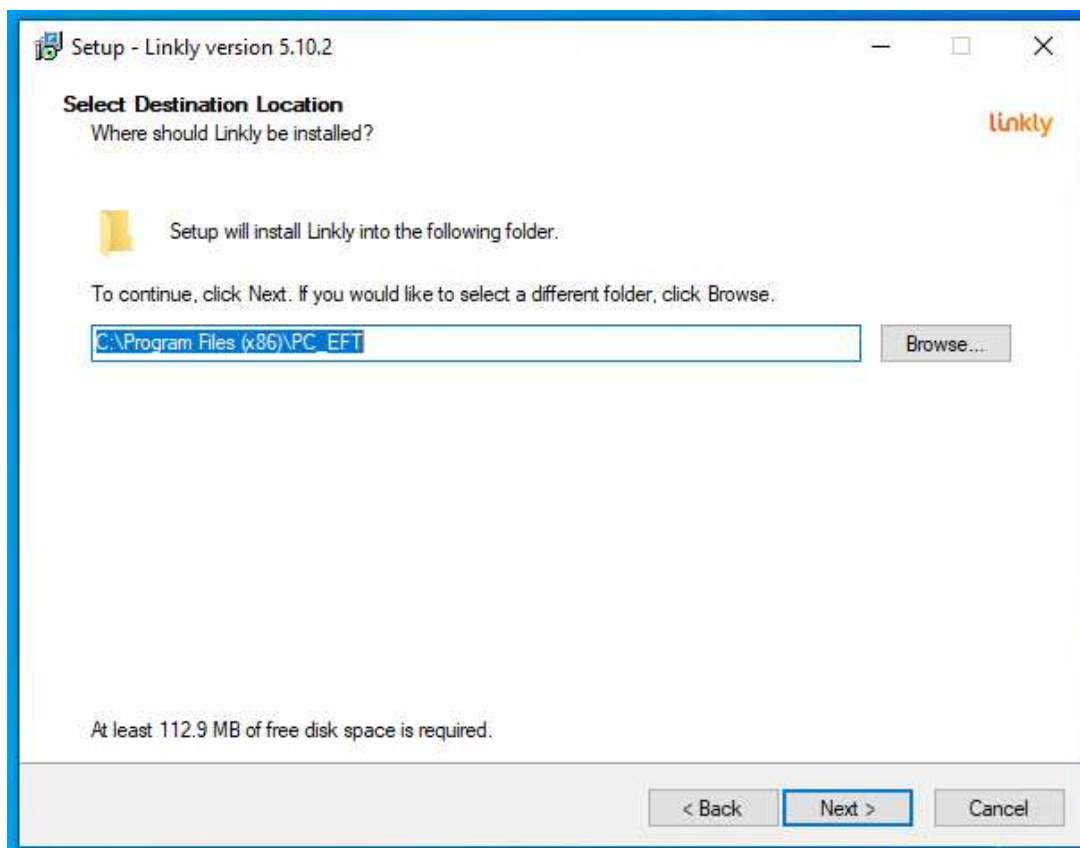 Setup - Linkly version 5.10.2
Select Destination Location
Where should Linkly be installed?
linkly
Setup will install Linkly into the following folder.
To continue, click Next. If you would like to select a different folder, click Browse.
C:\Program Files (x86)\PC_EFT
Browse...
At least 112.9 MB of free disk space is required.
< Back
Next >
Cancel